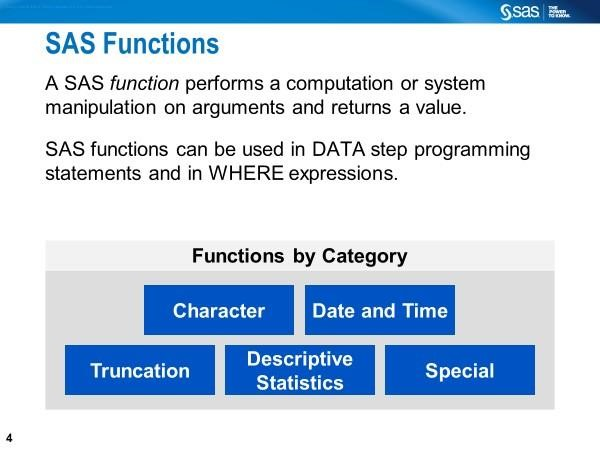 sas THE
POWER
TO KNOW.
SAS Functions
A SAS function performs a computation or system
manipulation on arguments and returns a value.
SAS functions can be used in DATA step programming
statements and in WHERE expressions.
Functions by Category
Character
Date and Time
Truncation
Descriptive
Statistics
Special
4